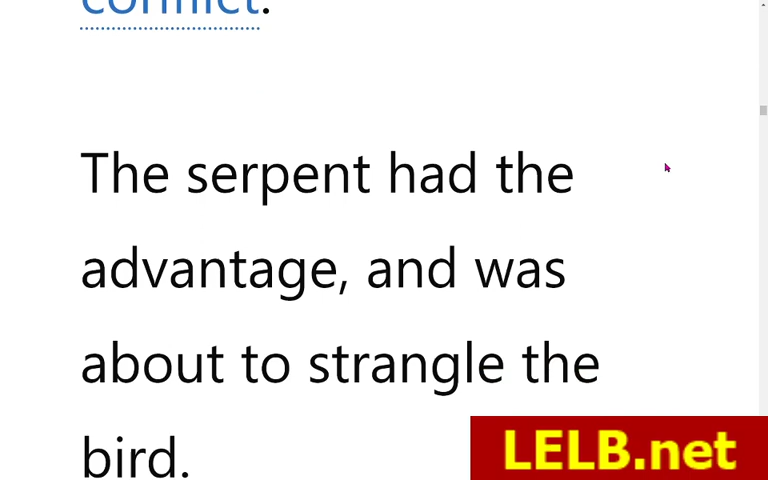 conflict.
The serpent had the
advantage, and was
about to strangle the
bird.
LELB.net